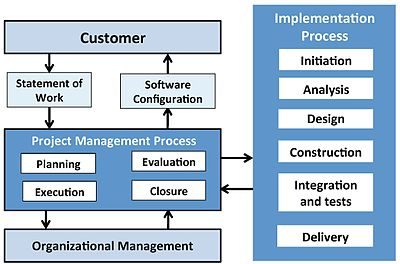 Customer
Statement of
Work
Software
Configuration
Project Management Process
Planning
Evaluation
Execution
Closure
Organizational Management
Implementation
Process
Initiation
Analysis
Design
Construction
Integration
and tests
Delivery